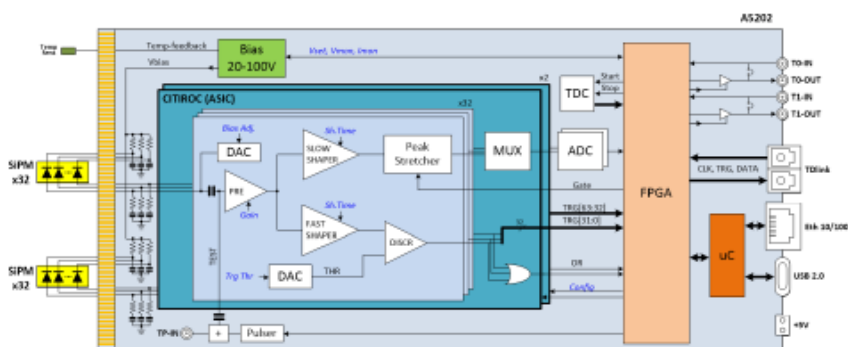 A5202
Temp-feedback
Bias
20-100V
Vset, Vmon, Imon
Vbias
T0-IN
T0-OUT
T1-IN
T1-OUT
x2
CITIROC (ASIC)
x32
TDC
Start
Stop
Bias Adj.
DAC
Sh.Time
SLOW
SHAPER
Peak
Stretcher
MUX
ADC
FPGA
SiPM
x32
PRE
Gain
Gate
CLK, TRG, DATA
TDlink
Sh.Time
FAST
SHAPER
DISCR
TRG[63-32]
TRG[31:0]
uC
Eth 10/100
SiPM
x32
TEST
Trg Thr
DAC
THR
OR
Config
USB 2.0
TP-IN
+
Pulser
+5V